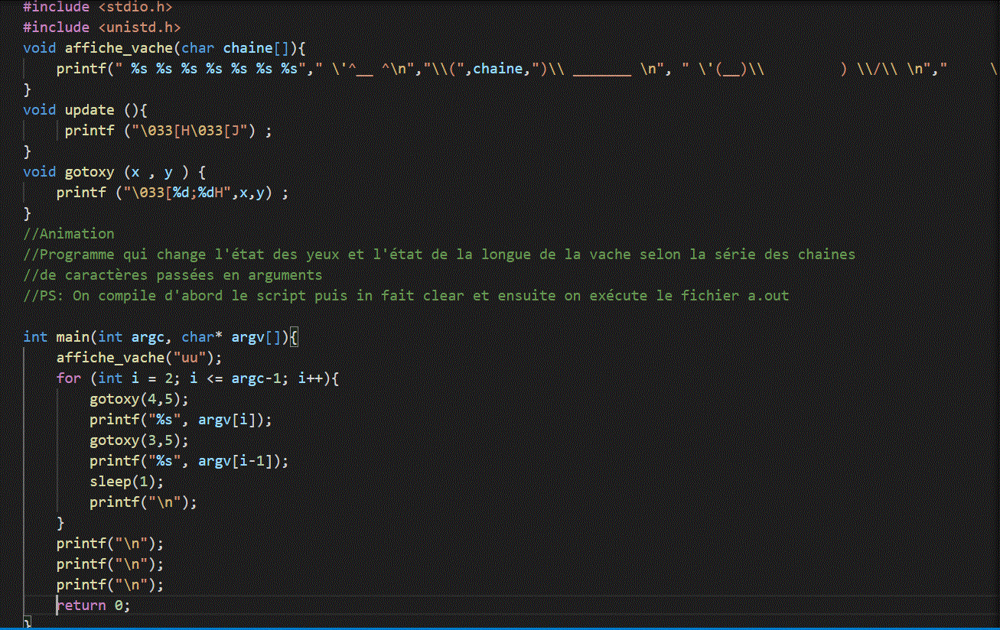 #include <stdio.h>
#include <unistd.h>
void affiche_vache(char chaine[]){
    printf(" %s %s %s %s %s %s %s"," \'^__ ^\n","\\(",chaine,")\\ _______ \n", " \'(__)\\         ) \\/\\ \n","     \
}
void update (){
     printf ("\033[H\033[J") ;
}
void gotoxy (x , y ) {
    printf ("\033[%d;%dH",x,y) ;
}
//Animation
//Programme qui change l'état des yeux et l'état de la longue de la vache selon la série des chaines
//de caractères passées en arguments
//PS: On compile d'abord le script puis in fait clear et ensuite on exécute le fichier a.out

int main(int argc, char* argv[]){
    affiche_vache("uu");
    for (int i = 2; i <= argc-1; i++){
        gotoxy(4,5);
        printf("%s", argv[i]);
        gotoxy(3,5);
        printf("%s", argv[i-1]);
        sleep(1);
        printf("\n");
    }
    printf("\n");
    printf("\n");
    printf("\n");
    return 0;
}